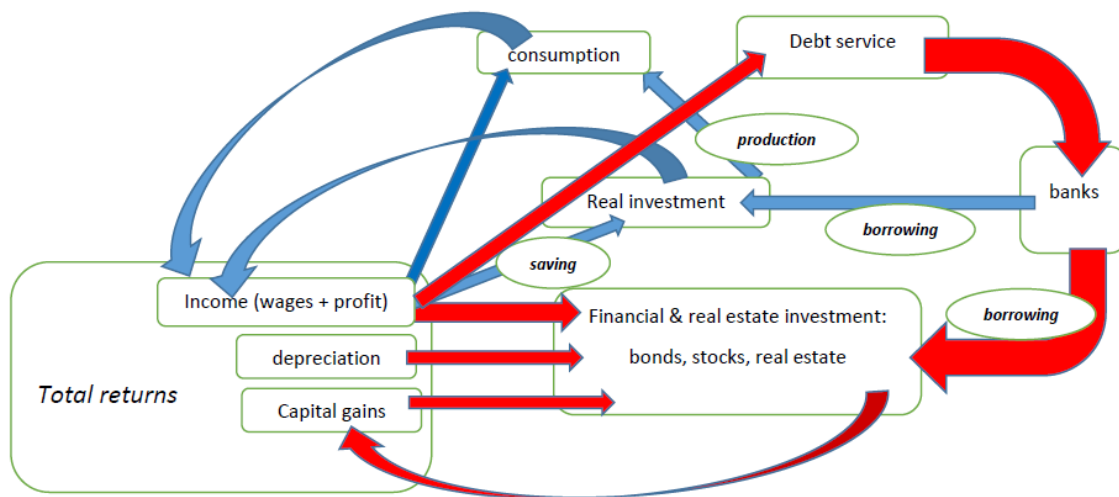 consumption
Debt service
production
Real investment
banks
borrowing
saving
Income (wages + profit)
Financial & real estate investment:
borrowing
depreciation
bonds, stocks, real estate
Total returns
Capital gains